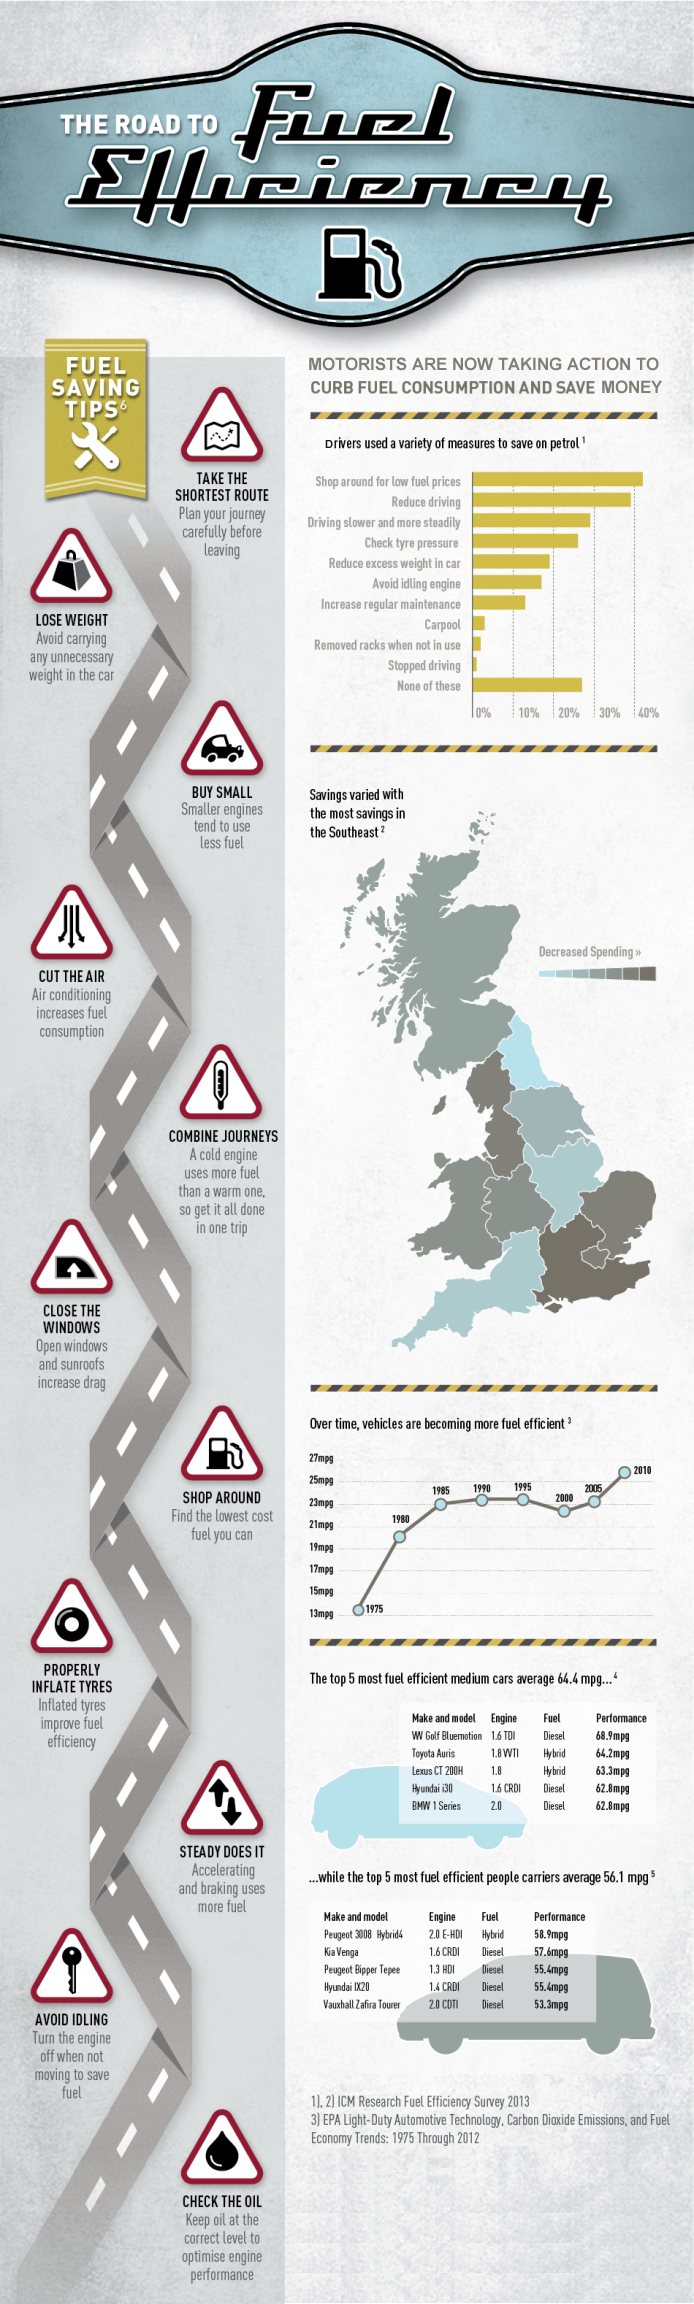 THE ROAD TO Fuel
Efficiency
FUEL
SAVING
TIPS6
TAKE THE
SHORTEST ROUTE
Plan your journey
carefully before
leaving
LOSE WEIGHT
Avoid carrying
any unnecessary
weight in the car
BUY SMALL
Smaller engines
tend to use
less fuel
CUT THE AIR
Air conditioning
increases fuel
consumption
COMBINE JOURNEYS
A cold engine
uses more fuel
than a warm one,
so get it all done
in one trip
CLOSE THE
WINDOWS
Open windows
and sunroofs
increase drag
SHOP AROUND
Find the lowest cost
fuel you can
PROPERLY
INFLATE TYRES
Inflated tyres
improve fuel
efficiency
STEADY DOES IT
Accelerating
and braking uses
more fuel
AVOID IDLING
Turn the engine
off when not
moving to save
fuel
CHECK THE OIL
Keep oil at the
correct level to
optimise engine
performance
MOTORISTS ARE NOW TAKING ACTION TO
CURB FUEL CONSUMPTION AND SAVE MONEY
Drivers used a variety of measures to save on petrol 1
Shop around for low fuel prices
Reduce driving
Driving slower and more steadily
Check tyre pressure
Reduce excess weight in car
Avoid idling engine
Increase regular maintenance
Carpool
Removed racks when not in use
Stopped driving
None of these
0% 10% 20% 30% 40%
Savings varied with
the most savings in
the Southeast 2
Decreased Spending »
Over time, vehicles are becoming more fuel efficient 3
27mpg
25mpg
23mpg
21mpg
19mpg
17mpg
15mpg
13mpg
1975
1980
1985
1990
1995
2000
2005
2010
The top 5 most fuel efficient medium cars average 64.4 mpg... 4
Make and model Engine Fuel Performance
VW Golf Bluemotion 1.6 TDI Diesel 68.9mpg
Toyota Auris 1.8 VVTI Hybrid 64.2mpg
Lexus CT 200H 1.8 Hybrid 63.3mpg
Hyundai i30 1.6 CRDI Diesel 62.8mpg
BMW 1 Series 2.0 Diesel 62.8mpg
...while the top 5 most fuel efficient people carriers average 56.1 mpg 5
Make and model Engine Fuel Performance
Peugeot 3008 Hybrid4 2.0 E-HDI Hybrid 58.9mpg
Kia Venga 1.6 CRDI Diesel 57.6mpg
Peugeot Bipper Tepee 1.3 HDI Diesel 55.4mpg
Hyundai IX20 1.4 CRDI Diesel 55.4mpg
Vauxhall Zafira Tourer 2.0 CDTI Diesel 53.3mpg
1), 2) ICM Research Fuel Efficiency Survey 2013
3) EPA Light-Duty Automotive Technology, Carbon Dioxide Emissions, and Fuel
Economy Trends: 1975 Through 2012